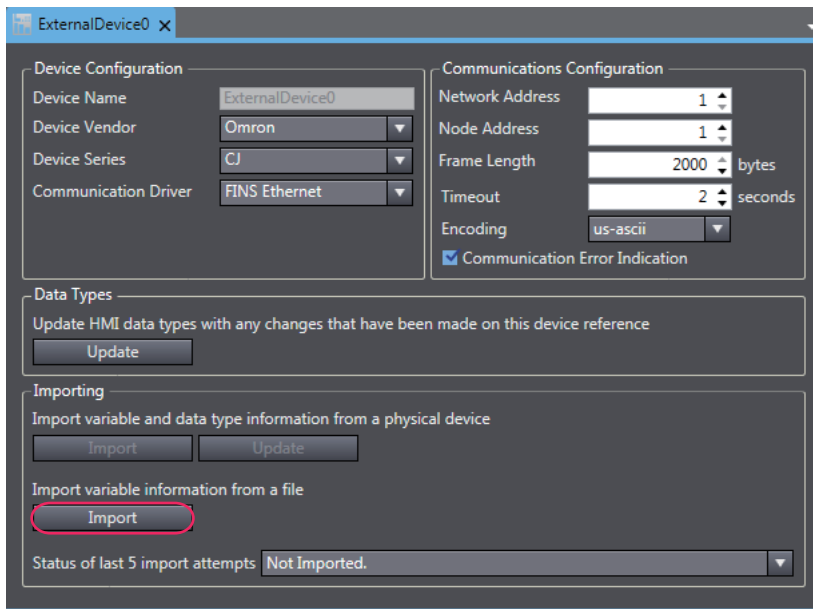 ExternalDevice0
Device Configuration
Device Name ExternalDevice0
Device Vendor Omron
Device Series CJ
Communication Driver FINS Ethernet
Communications Configuration
Network Address 1
Node Address 1
Frame Length 2000 bytes
Timeout 2 seconds
Encoding us-ascii
Communication Error Indication
Data Types
Update HMI data types with any changes that have been made on this device reference
Update
Importing
Import variable and data type information from a physical device
Import Update
Import variable information from a file
Import
Status of last 5 import attempts Not Imported.